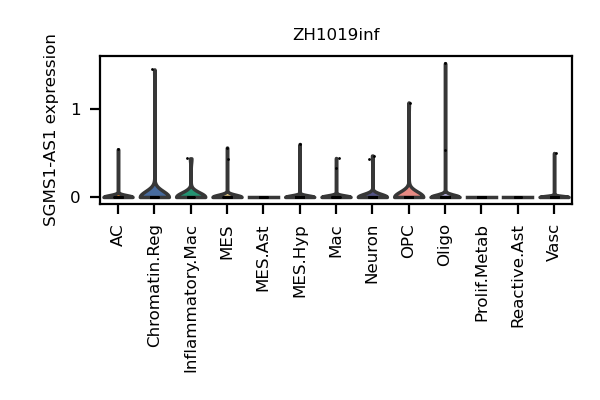 ZH1019inf
SGMS1-AS1 expression
1
0
AC
Chromatin.Reg
Inflammatory.Mac
MES
MES.Ast
MES.Hyp
Mac
Neuron
OPC
Oligo
Prolif.Metab
Reactive.Ast
Vasc